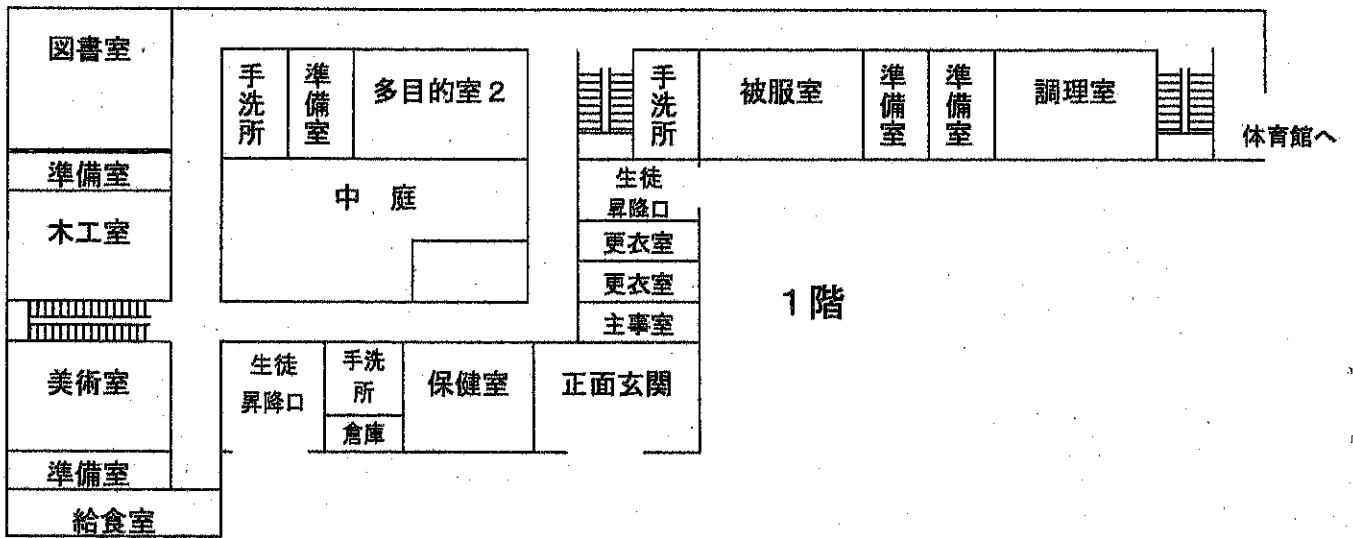 図書室
手洗所
準備室
多目的室2
手洗所
被服室
準備室
準備室
調理室
体育館へ
準備室
木工室
中庭
生徒
昇降口
更衣室
更衣室
主事室
1階
美術室
生徒
昇降口
手洗
所
倉庫
保健室
正面玄関
準備室
給食室